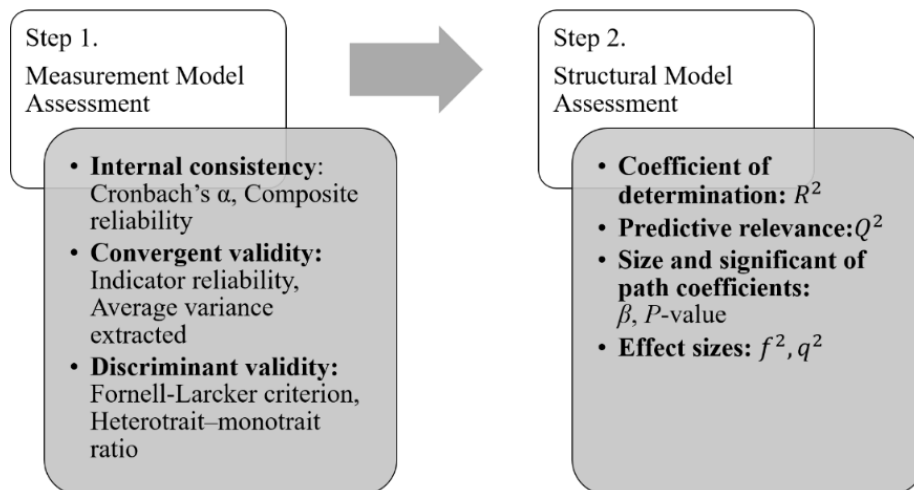 Step 1.
Measurement Model
Assessment
• Internal consistency:
Cronbach's α, Composite
reliability
• Convergent validity:
Indicator reliability,
Average variance
extracted
• Discriminant validity:
Fornell-Larcker criterion,
Heterotrait–monotrait
ratio
Step 2.
Structural Model
Assessment
• Coefficient of
determination: R²
• Predictive relevance:Q²
• Size and significant of
path coefficients:
β, P-value
• Effect sizes: f², q²